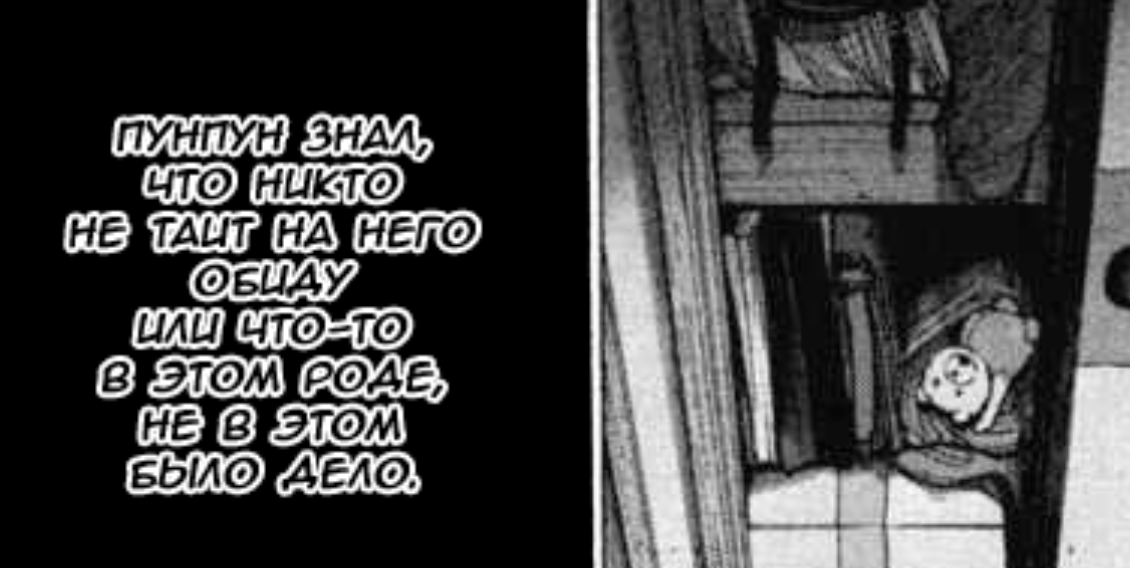 ПУНПУН ЗНАЛ,
ЧТО НИКТО
НЕ ТАИТ НА НЕГО
ОБИДУ
ИЛИ ЧТО-ТО
В ЭТОМ РОДЕ,
НЕ В ЭТОМ
БЫЛО ДЕЛО.